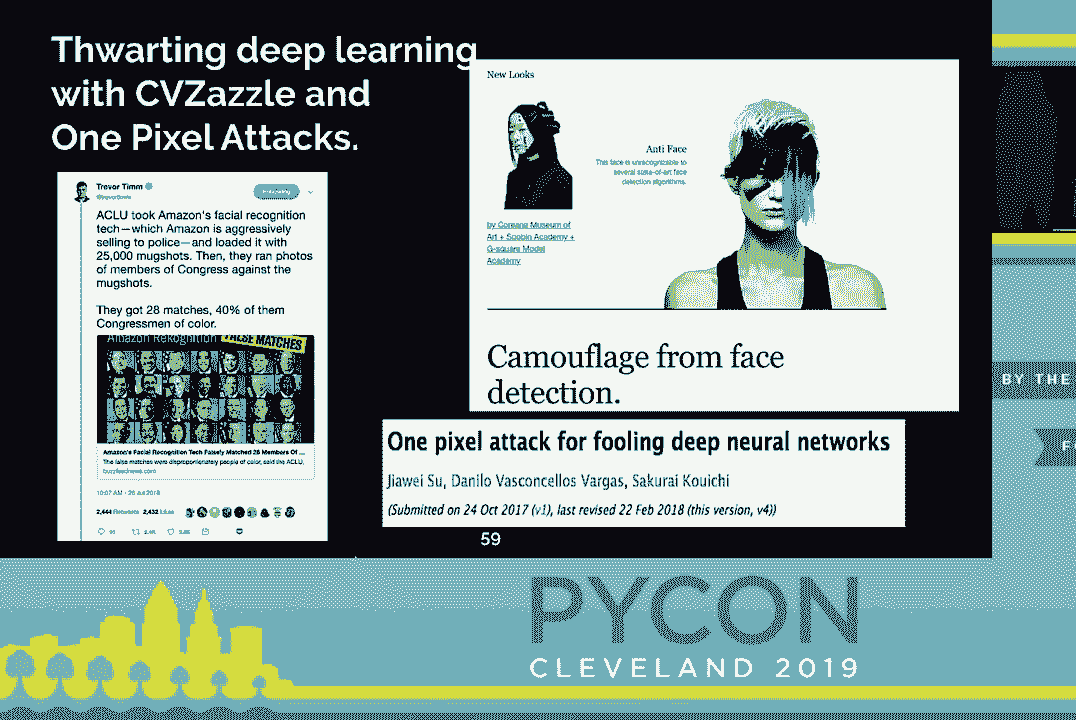 Thwarting deep learning
with CVZazzle and
One Pixel Attacks.
Trevor Timm
ACLU took Amazon's facial recognition
tech—which Amazon is aggressively
selling to police—and loaded it with
25,000 mugshots. Then, they ran photos
of members of Congress against the
mugshots.
They got 28 matches, 40% of them
Congressmen of color.
Amazon Rekognition FALSE MATCHES
Amazon's Facial Recognition Tech Falsely Matched 28 Members Of ...
The false matches were disproportionately people of color, said the ACLU.
buzzfeednews.com
10:07 AM - 26 Jul 2018
2,444 Retweets 2,432 Likes
New Looks
by Coreana Museum of
Art + Soobin Academy +
G-square Model
Academy
Anti Face
This face is unrecognizable to
several state-of-art face
detection algorithms.
Camouflage from face
detection.
One pixel attack for fooling deep neural networks
Jiawei Su, Danilo Vasconcellos Vargas, Sakurai Kouichi
(Submitted on 24 Oct 2017 (v1), last revised 22 Feb 2018 (this version, v4))
59
BY THE
PYCON
CLEVELAND 2019